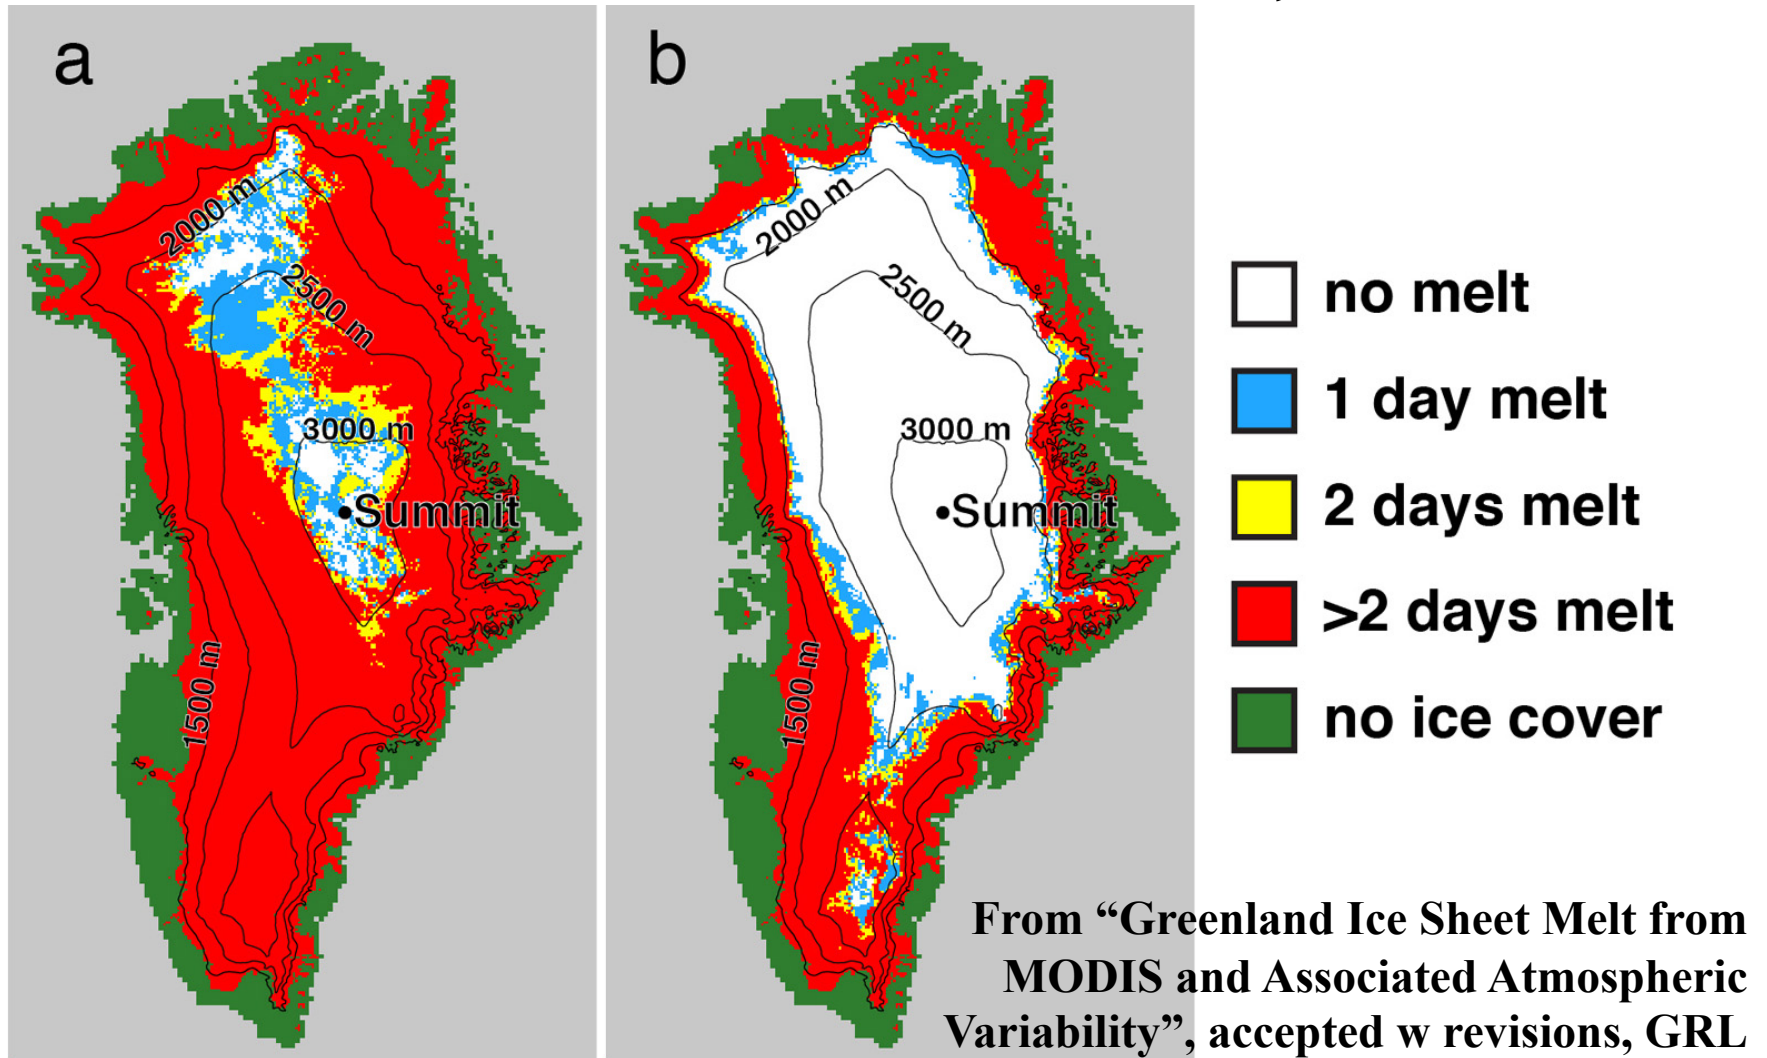 a
b
2000 m
2500 m
3000 m
Summit
1500 m
2000 m
2500 m
3000 m
Summit
1500 m
no melt
1 day melt
2 days melt
>2 days melt
no ice cover
From “Greenland Ice Sheet Melt from
MODIS and Associated Atmospheric
Variability”, accepted w revisions, GRL